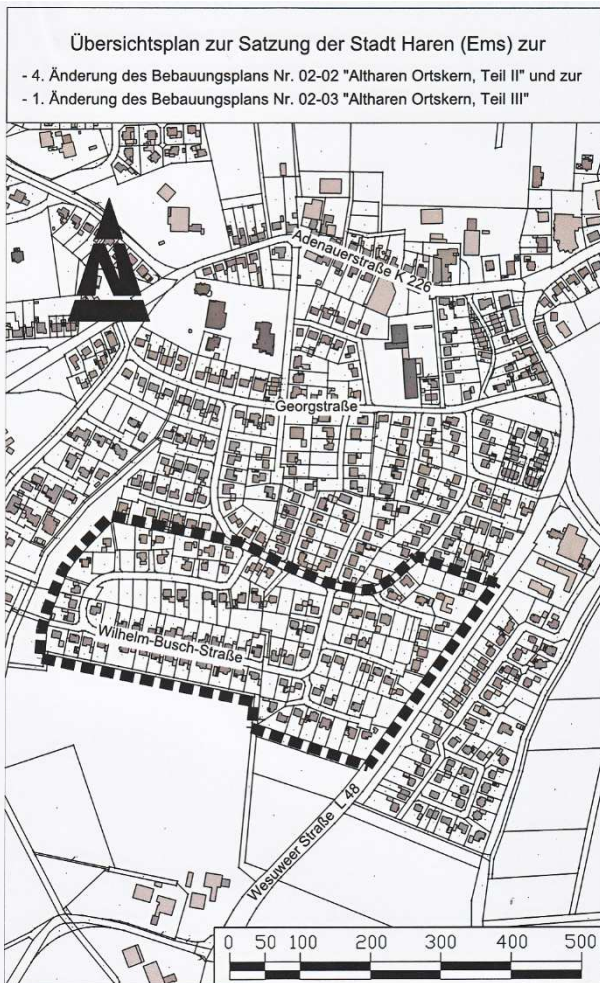 Übersichtsplan zur Satzung der Stadt Haren (Ems) zur
- 4. Änderung des Bebauungsplans Nr. 02-02 "Altharen Ortskern, Teil II" und zur
- 1. Änderung des Bebauungsplans Nr. 02-03 "Altharen Ortskern, Teil III"
N
Adenauerstraße K 226
Georgstraße
Wilhelm-Busch-Straße
Wesuweer Straße L 48
0 50 100 200 300 400 500